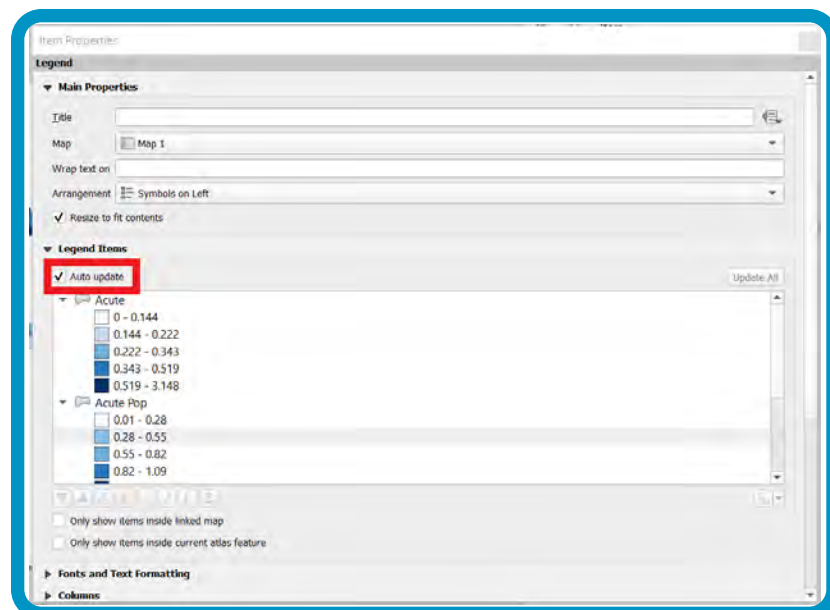 Item Properties
Legend
Main Properties
Title
Map Map 1
Wrap text on
Arrangement Symbols on Left
Resize to fit contents
Legend Items
Auto update Update All
Acute
0 - 0.144
0.144 - 0.222
0.222 - 0.343
0.343 - 0.519
0.519 - 3.148
Acute Pop
0.01 - 0.28
0.28 - 0.55
0.55 - 0.82
0.82 - 1.09
Only show items inside linked map
Only show items inside current atlas feature
Fonts and Text Formatting
Columns